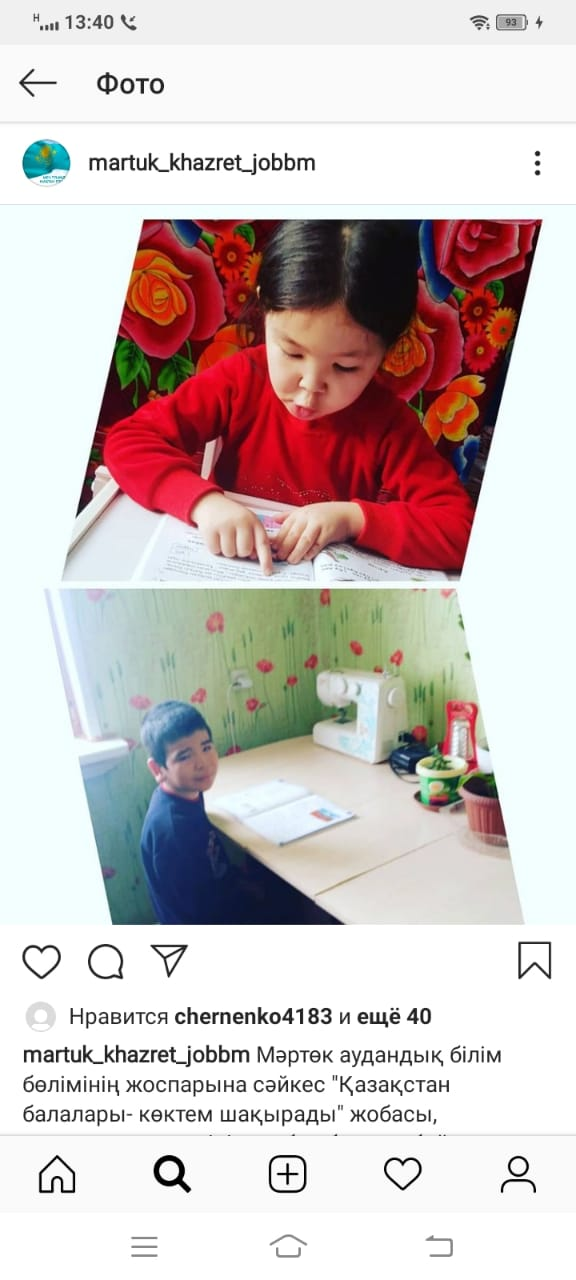 H 13:40 93
Фото
martuk_khazret_jobbm
Нравится chernenko4183 и ещё 40
martuk_khazret_jobbm Мәртөк аудандық білім
бөлімінің жоспарына сәйкес "Қазақстан
балалары- көктем шақырады" жобасы,